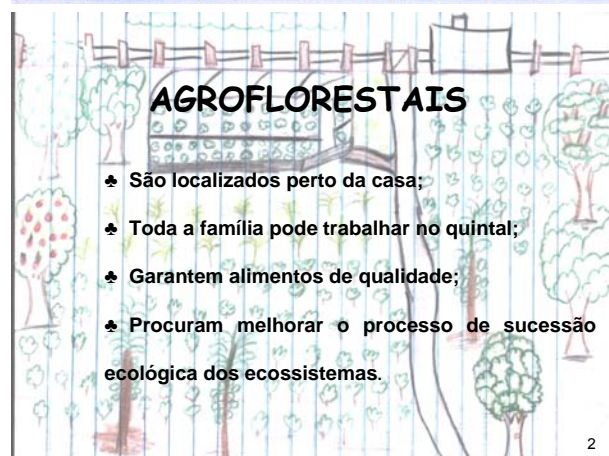 AGROFLORESTAIS
♣ São localizados perto da casa;
♣ Toda a família pode trabalhar no quintal;
♣ Garantem alimentos de qualidade;
♣ Procuram melhorar o processo de sucessão
ecológica dos ecossistemas.
2